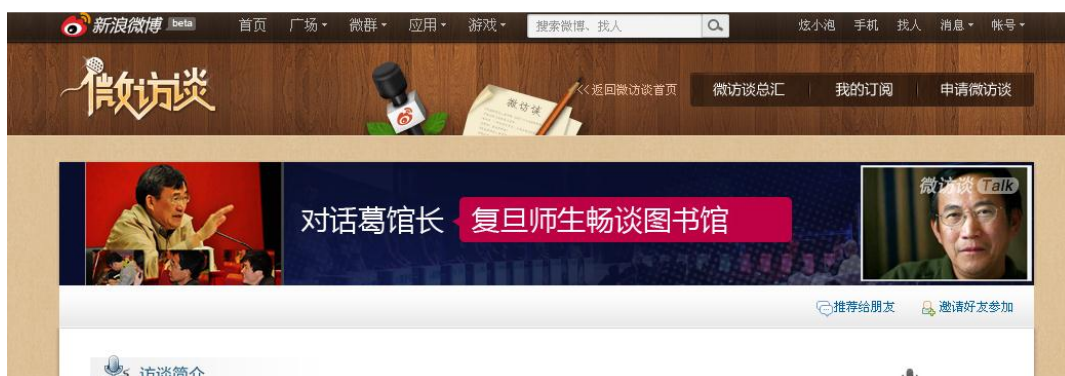 新浪微博 beta 首页 广场 微群 应用 游戏 搜索微博、找人 炫小泡 手机 找人 消息 帐号
微访谈
微访谈
<<返回微访谈首页 微访谈总汇 我的订阅 申请微访谈
微访谈 Talk
对话葛馆长 复旦师生畅谈图书馆
推荐给朋友 邀请好友参加
访谈简介